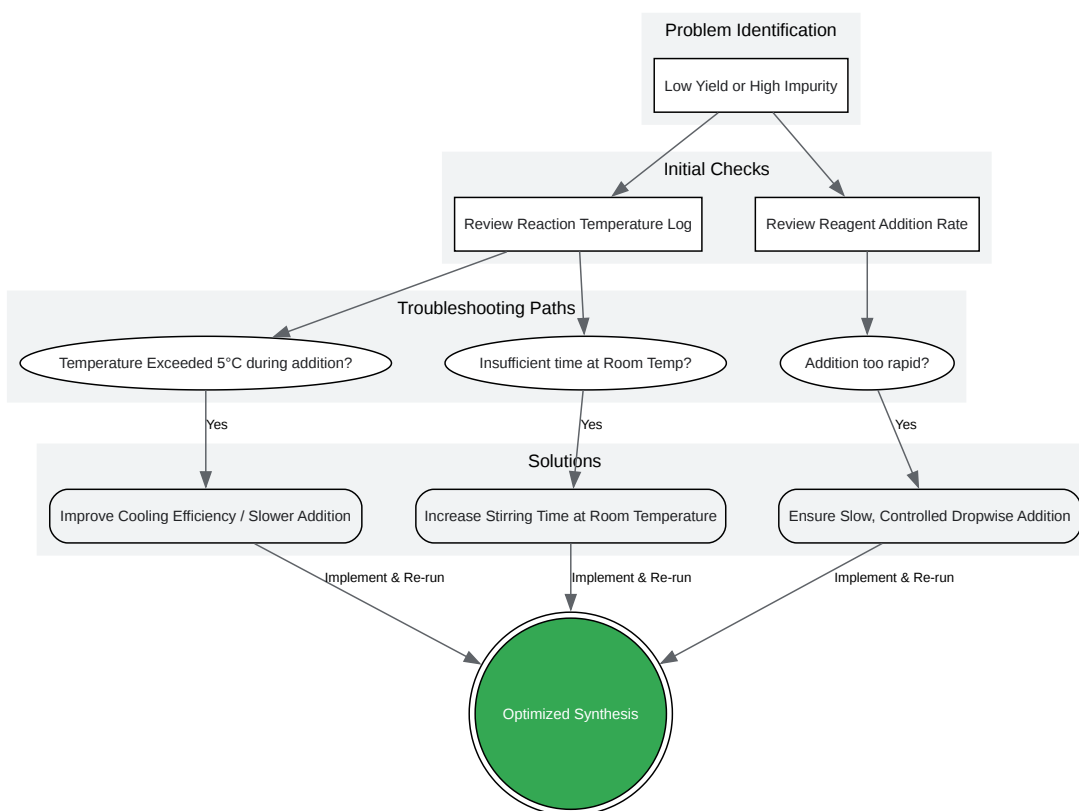 Problem Identification
Low Yield or High Impurity
Initial Checks
Review Reaction Temperature Log
Review Reagent Addition Rate
Troubleshooting Paths
Temperature Exceeded 5°C during addition?
Insufficient time at Room Temp?
Addition too rapid?
Yes
Yes
Yes
Solutions
Improve Cooling Efficiency / Slower Addition
Increase Stirring Time at Room Temperature
Ensure Slow, Controlled Dropwise Addition
Implement & Re-run
Implement & Re-run
Implement & Re-run
Optimized Synthesis